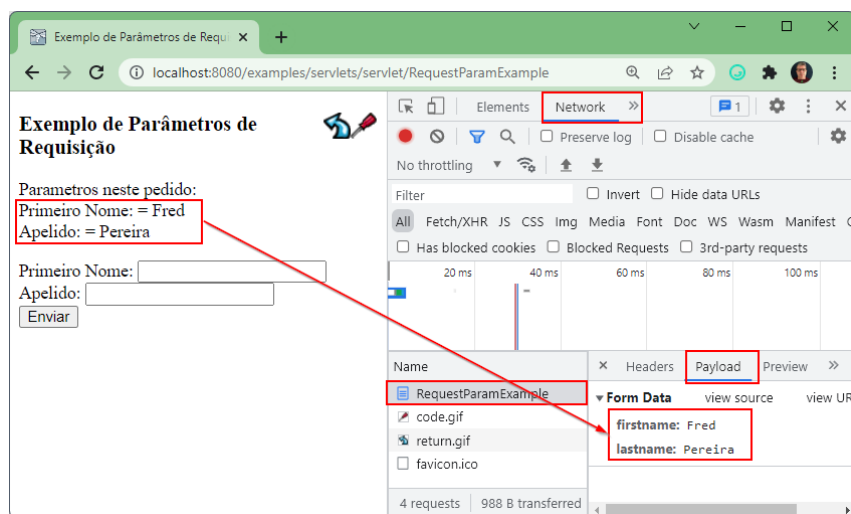 Exemplo de Parâmetros de Requi
localhost:8080/examples/servlets/servlet/RequestParamExample
Exemplo de Parâmetros de
Requisição
Parametros neste pedido:
Primeiro Nome: = Fred
Apelido: = Pereira
Primeiro Nome:
Apelido:
Enviar
Elements Network » 1
Preserve log Disable cache
No throttling
Filter Invert Hide data URLs
All Fetch/XHR JS CSS Img Media Font Doc WS Wasm Manifest
Has blocked cookies Blocked Requests 3rd-party requests
20 ms 40 ms 60 ms 80 ms 100 ms
Name
RequestParamExample
code.gif
return.gif
favicon.ico
4 requests 988 B transferred
× Headers Payload Preview »
Form Data view source view UR
firstname: Fred
lastname: Pereira